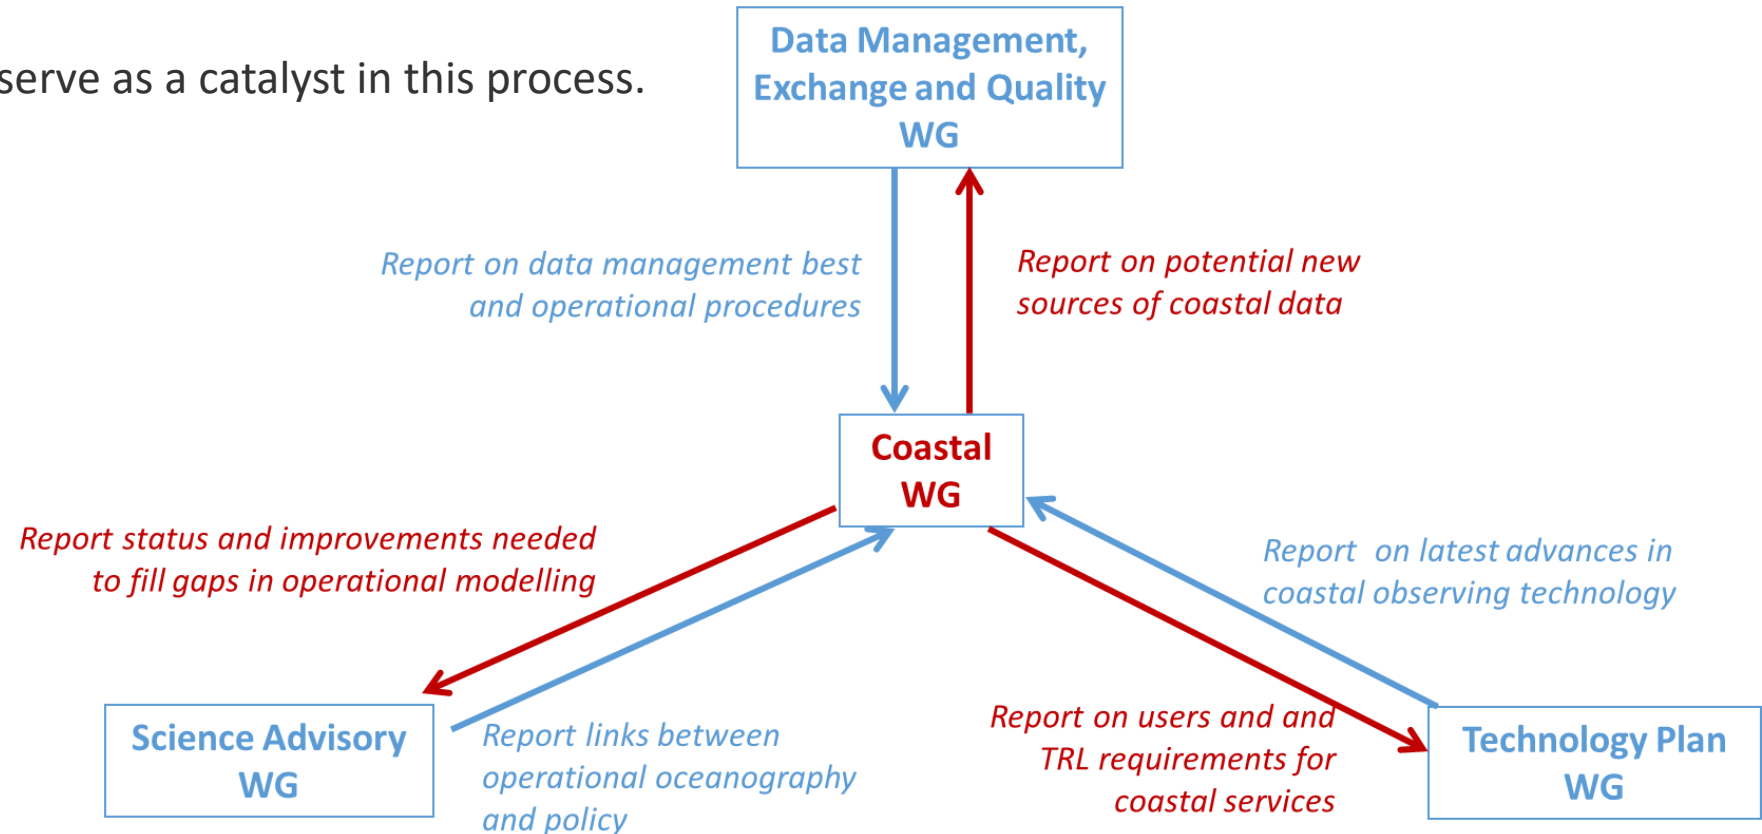 Data Management,
Exchange and Quality
WG
serve as a catalyst in this process.
Report on data management best
and operational procedures
Report on potential new
sources of coastal data
Coastal
WG
Report status and improvements needed
to fill gaps in operational modelling
Report on latest advances in
coastal observing technology
Science Advisory
WG
Report links between
operational oceanography
and policy
Report on users and and
TRL requirements for
coastal services
Technology Plan
WG